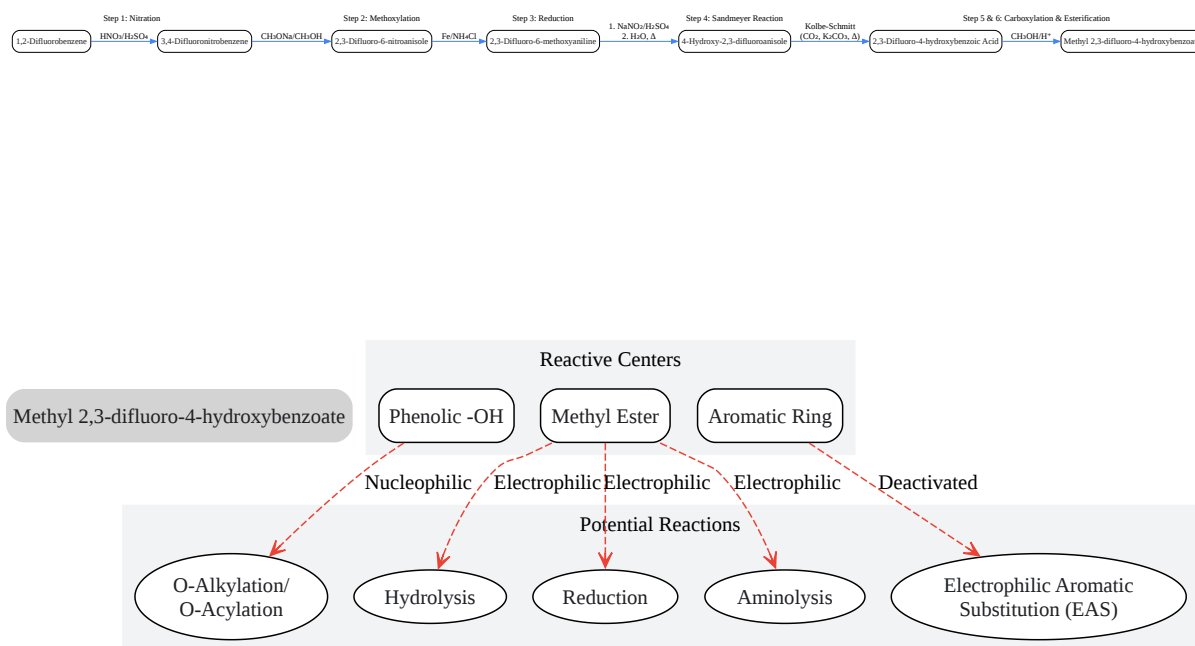 Step 1: Nitration
Step 2: Methoxylation
Step 3: Reduction
Step 4: Sandmeyer Reaction
Step 5 & 6: Carboxylation & Esterification
1,2-Difluorobenzene
HNO₃/H₂SO₄
3,4-Difluoronitrobenzene
CH₃ONa/CH₃OH
2,3-Difluoro-6-nitroanisole
Fe/NH₄Cl
2,3-Difluoro-6-methoxyaniline
1. NaNO₂/H₂SO₄
2. H₂O, Δ
4-Hydroxy-2,3-difluoroanisole
Kolbe-Schmitt
(CO₂, K₂CO₃, Δ)
2,3-Difluoro-4-hydroxybenzoic Acid
CH₃OH/H⁺
Methyl 2,3-difluoro-4-hydroxybenzoat
Reactive Centers
Methyl 2,3-difluoro-4-hydroxybenzoate
Phenolic -OH
Methyl Ester
Aromatic Ring
Nucleophilic
Electrophilic
Electrophilic
Electrophilic
Deactivated
Potential Reactions
O-Alkylation/
O-Acylation
Hydrolysis
Reduction
Aminolysis
Electrophilic Aromatic
Substitution (EAS)